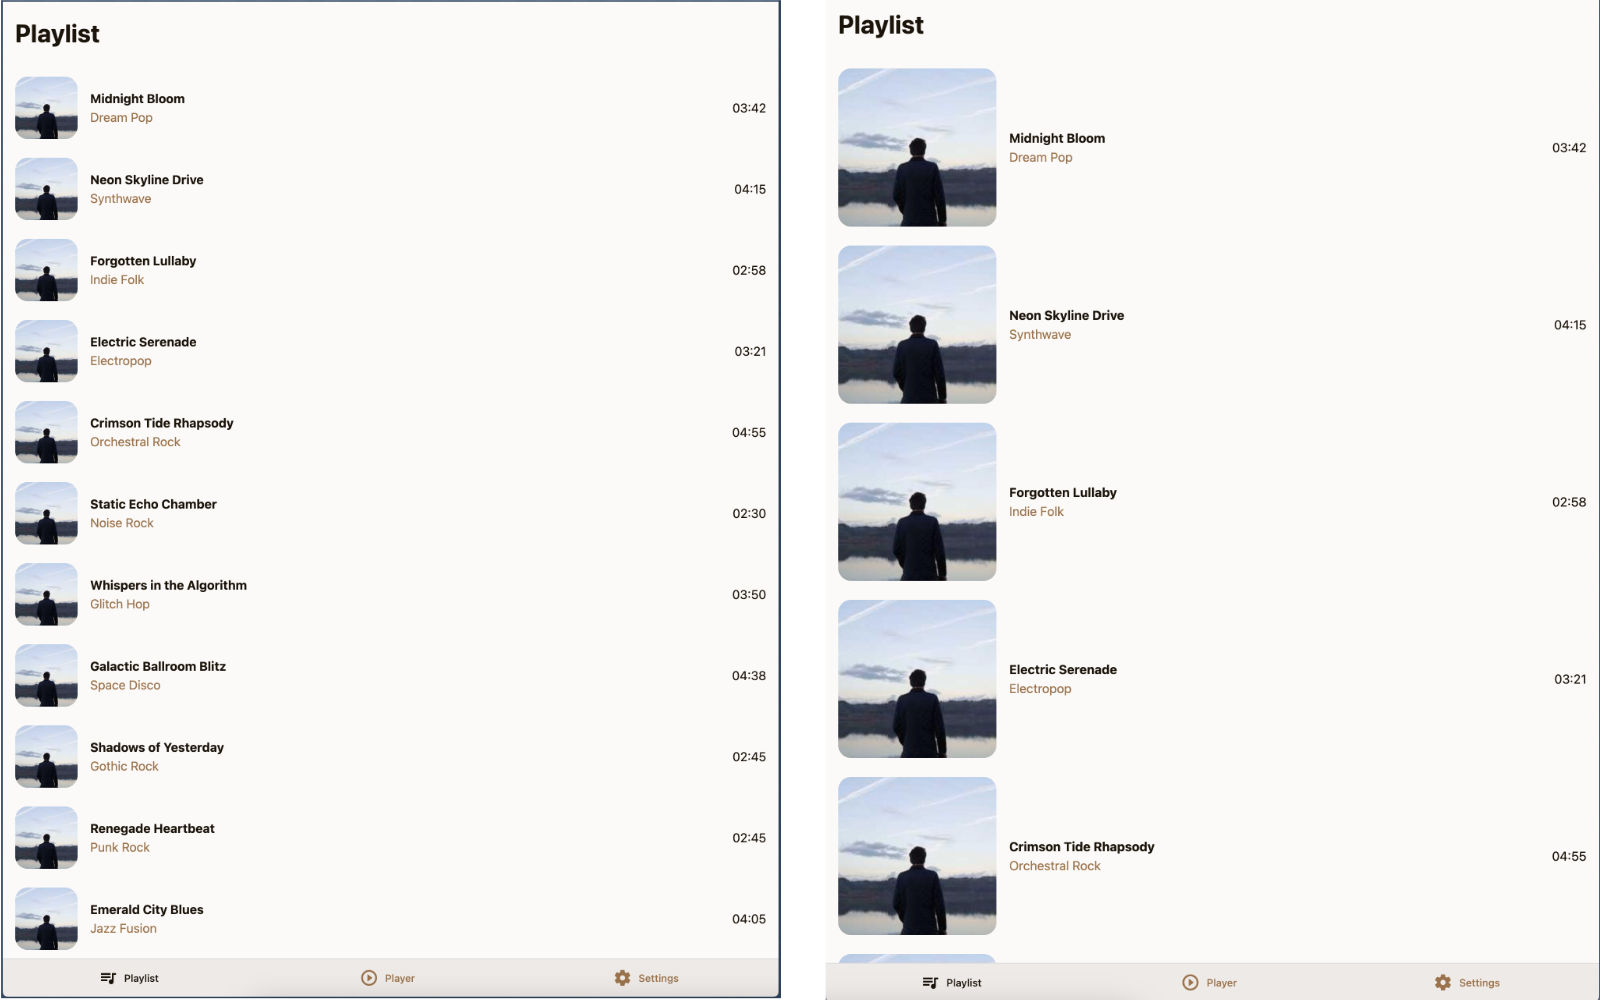 Playlist
Midnight Bloom
Dream Pop
03:42
Neon Skyline Drive
Synthwave
04:15
Forgotten Lullaby
Indie Folk
02:58
Electric Serenade
Electropop
03:21
Crimson Tide Rhapsody
Orchestral Rock
04:55
Static Echo Chamber
Noise Rock
02:30
Whispers in the Algorithm
Glitch Hop
03:50
Galactic Ballroom Blitz
Space Disco
04:38
Shadows of Yesterday
Gothic Rock
02:45
Renegade Heartbeat
Punk Rock
02:45
Emerald City Blues
Jazz Fusion
04:05
Playlist
Player
Settings
Playlist
Midnight Bloom
Dream Pop
03:42
Neon Skyline Drive
Synthwave
04:15
Forgotten Lullaby
Indie Folk
02:58
Electric Serenade
Electropop
03:21
Crimson Tide Rhapsody
Orchestral Rock
04:55
Playlist
Player
Settings